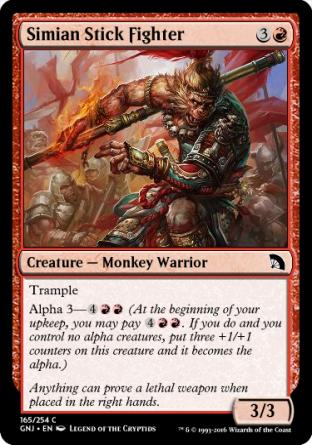 Simian Stick Fighter 3
Creature — Monkey Warrior
Trample
Alpha 3—4 (At the beginning of your
upkeep, you may pay 4. If you do and you
control no alpha creatures, put three +1/+1
counters on this creature and it becomes the
alpha.)
Anything can prove a lethal weapon when
placed in the right hands.
3/3
165/254 C
GNJ • EN LEGEND OF THE CRYPTIDS
™ & © 1993-2016 Wizards of the Coast